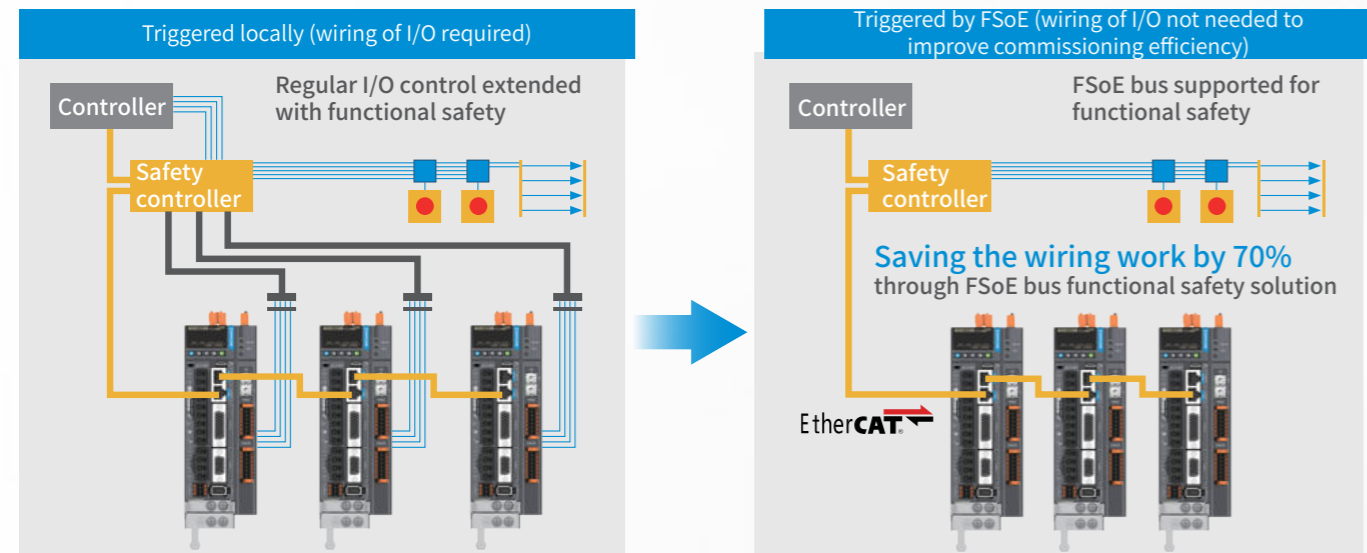 Triggered locally (wiring of I/O required)
Regular I/O control extended
with functional safety
Controller
Safety
controller
Triggered by FSoE (wiring of I/O not needed to
improve commissioning efficiency)
FSoE bus supported for
functional safety
Controller
Safety
controller
Saving the wiring work by 70%
through FSoE bus functional safety solution
EtherCAT®